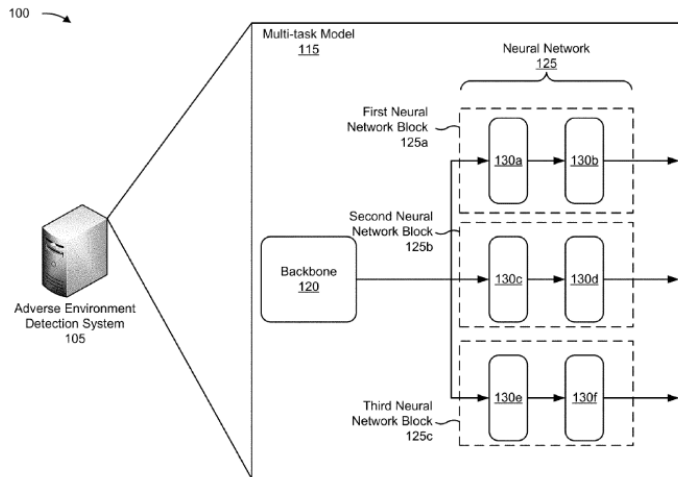 100
Multi-task Model
115
Neural Network
125
First Neural
Network Block
125a
130a
130b
Second Neural
Network Block
125b
Backbone
120
130c
130d
Adverse Environment
Detection System
105
Third Neural
Network Block
125c
130e
130f